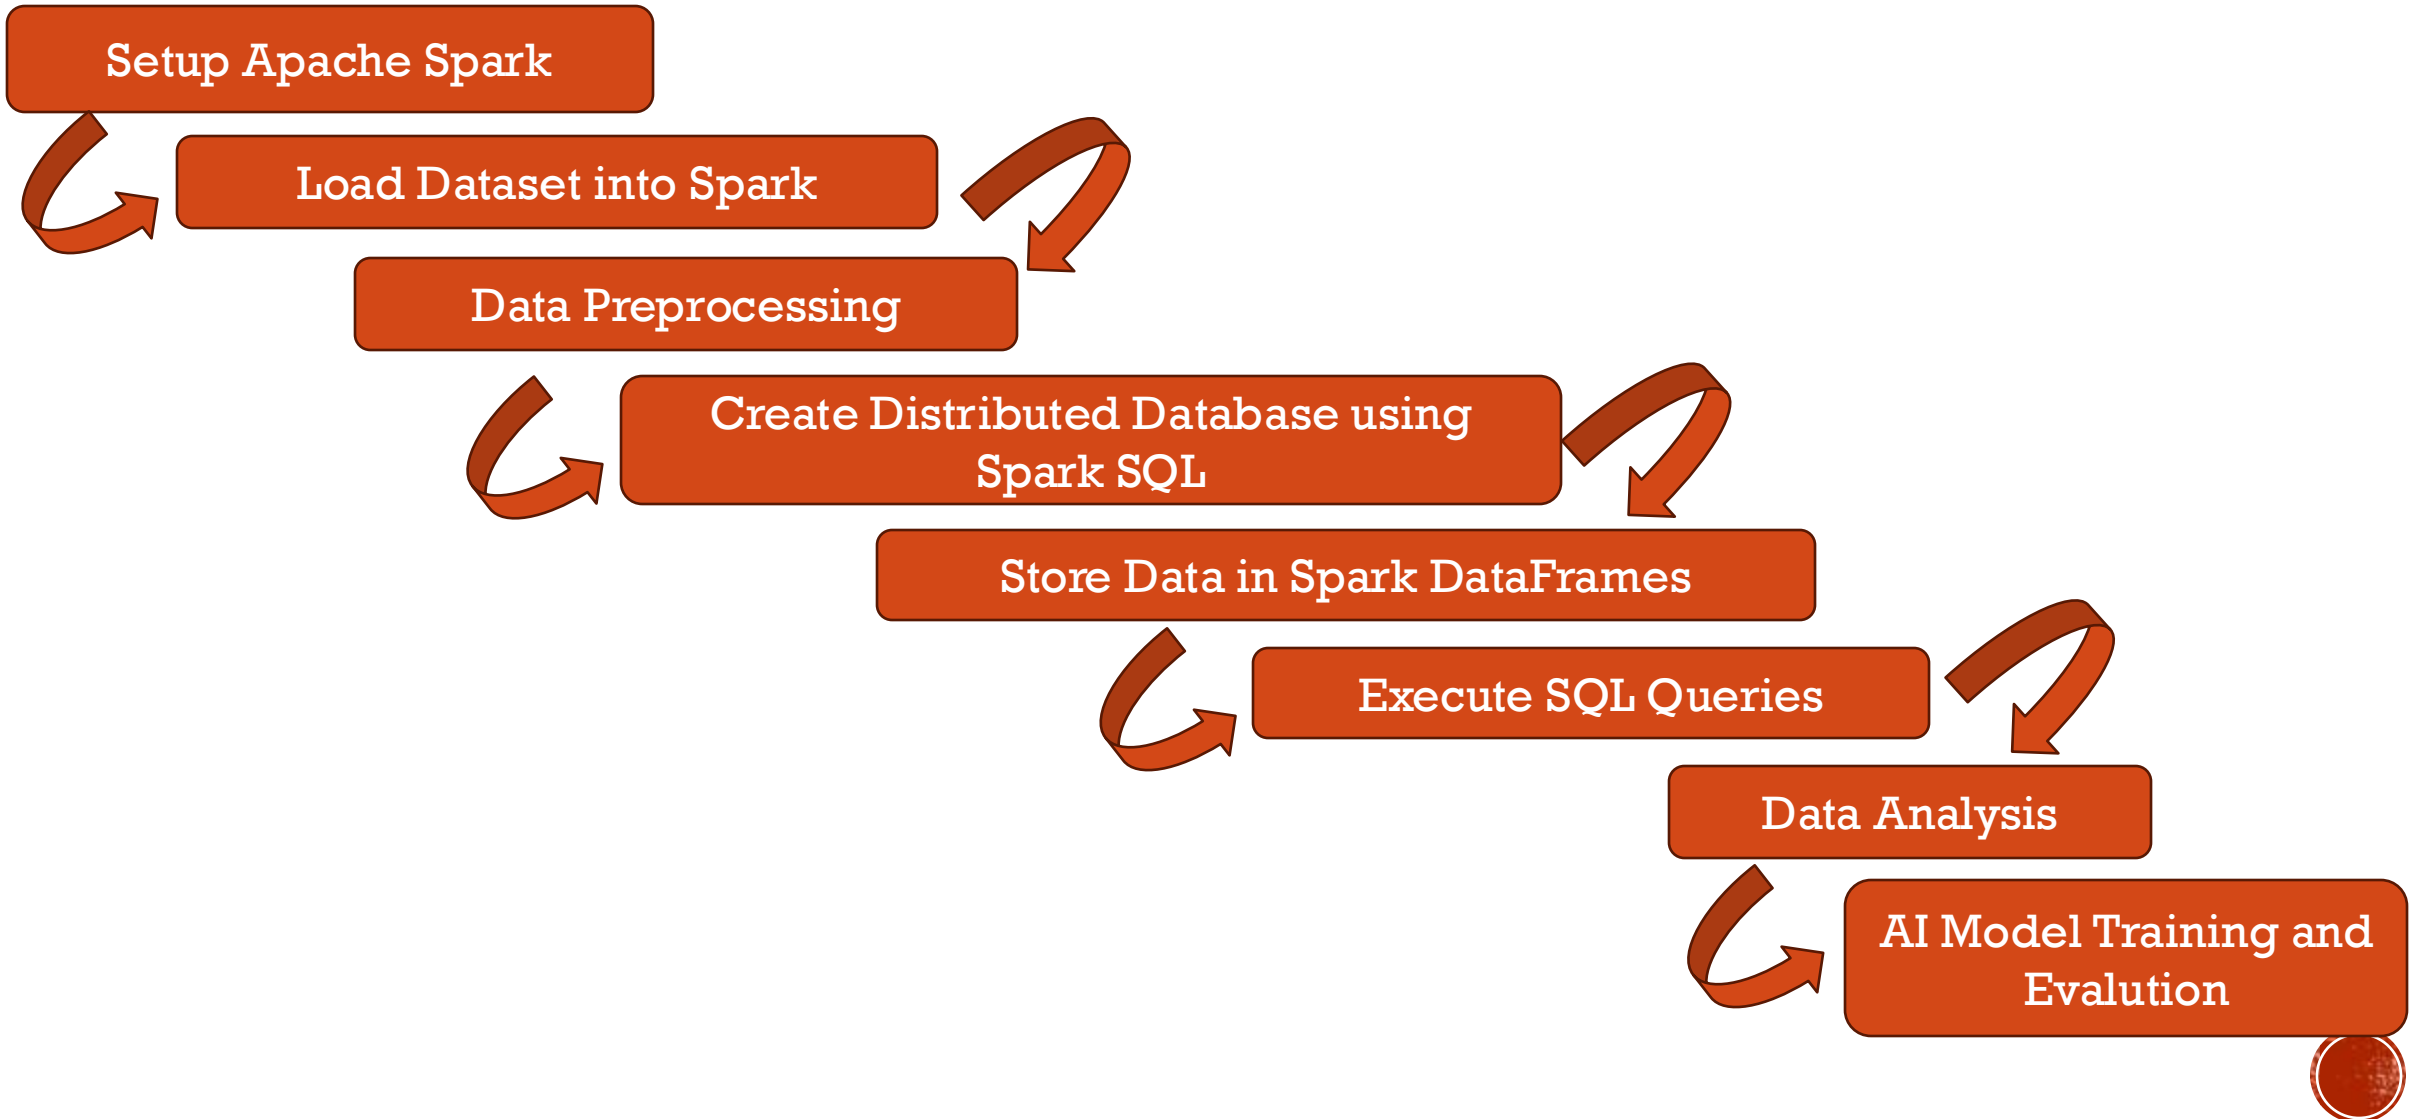 Setup Apache Spark
Load Dataset into Spark
Data Preprocessing
Create Distributed Database using
Spark SQL
Store Data in Spark DataFrames
Execute SQL Queries
Data Analysis
AI Model Training and
Evalution